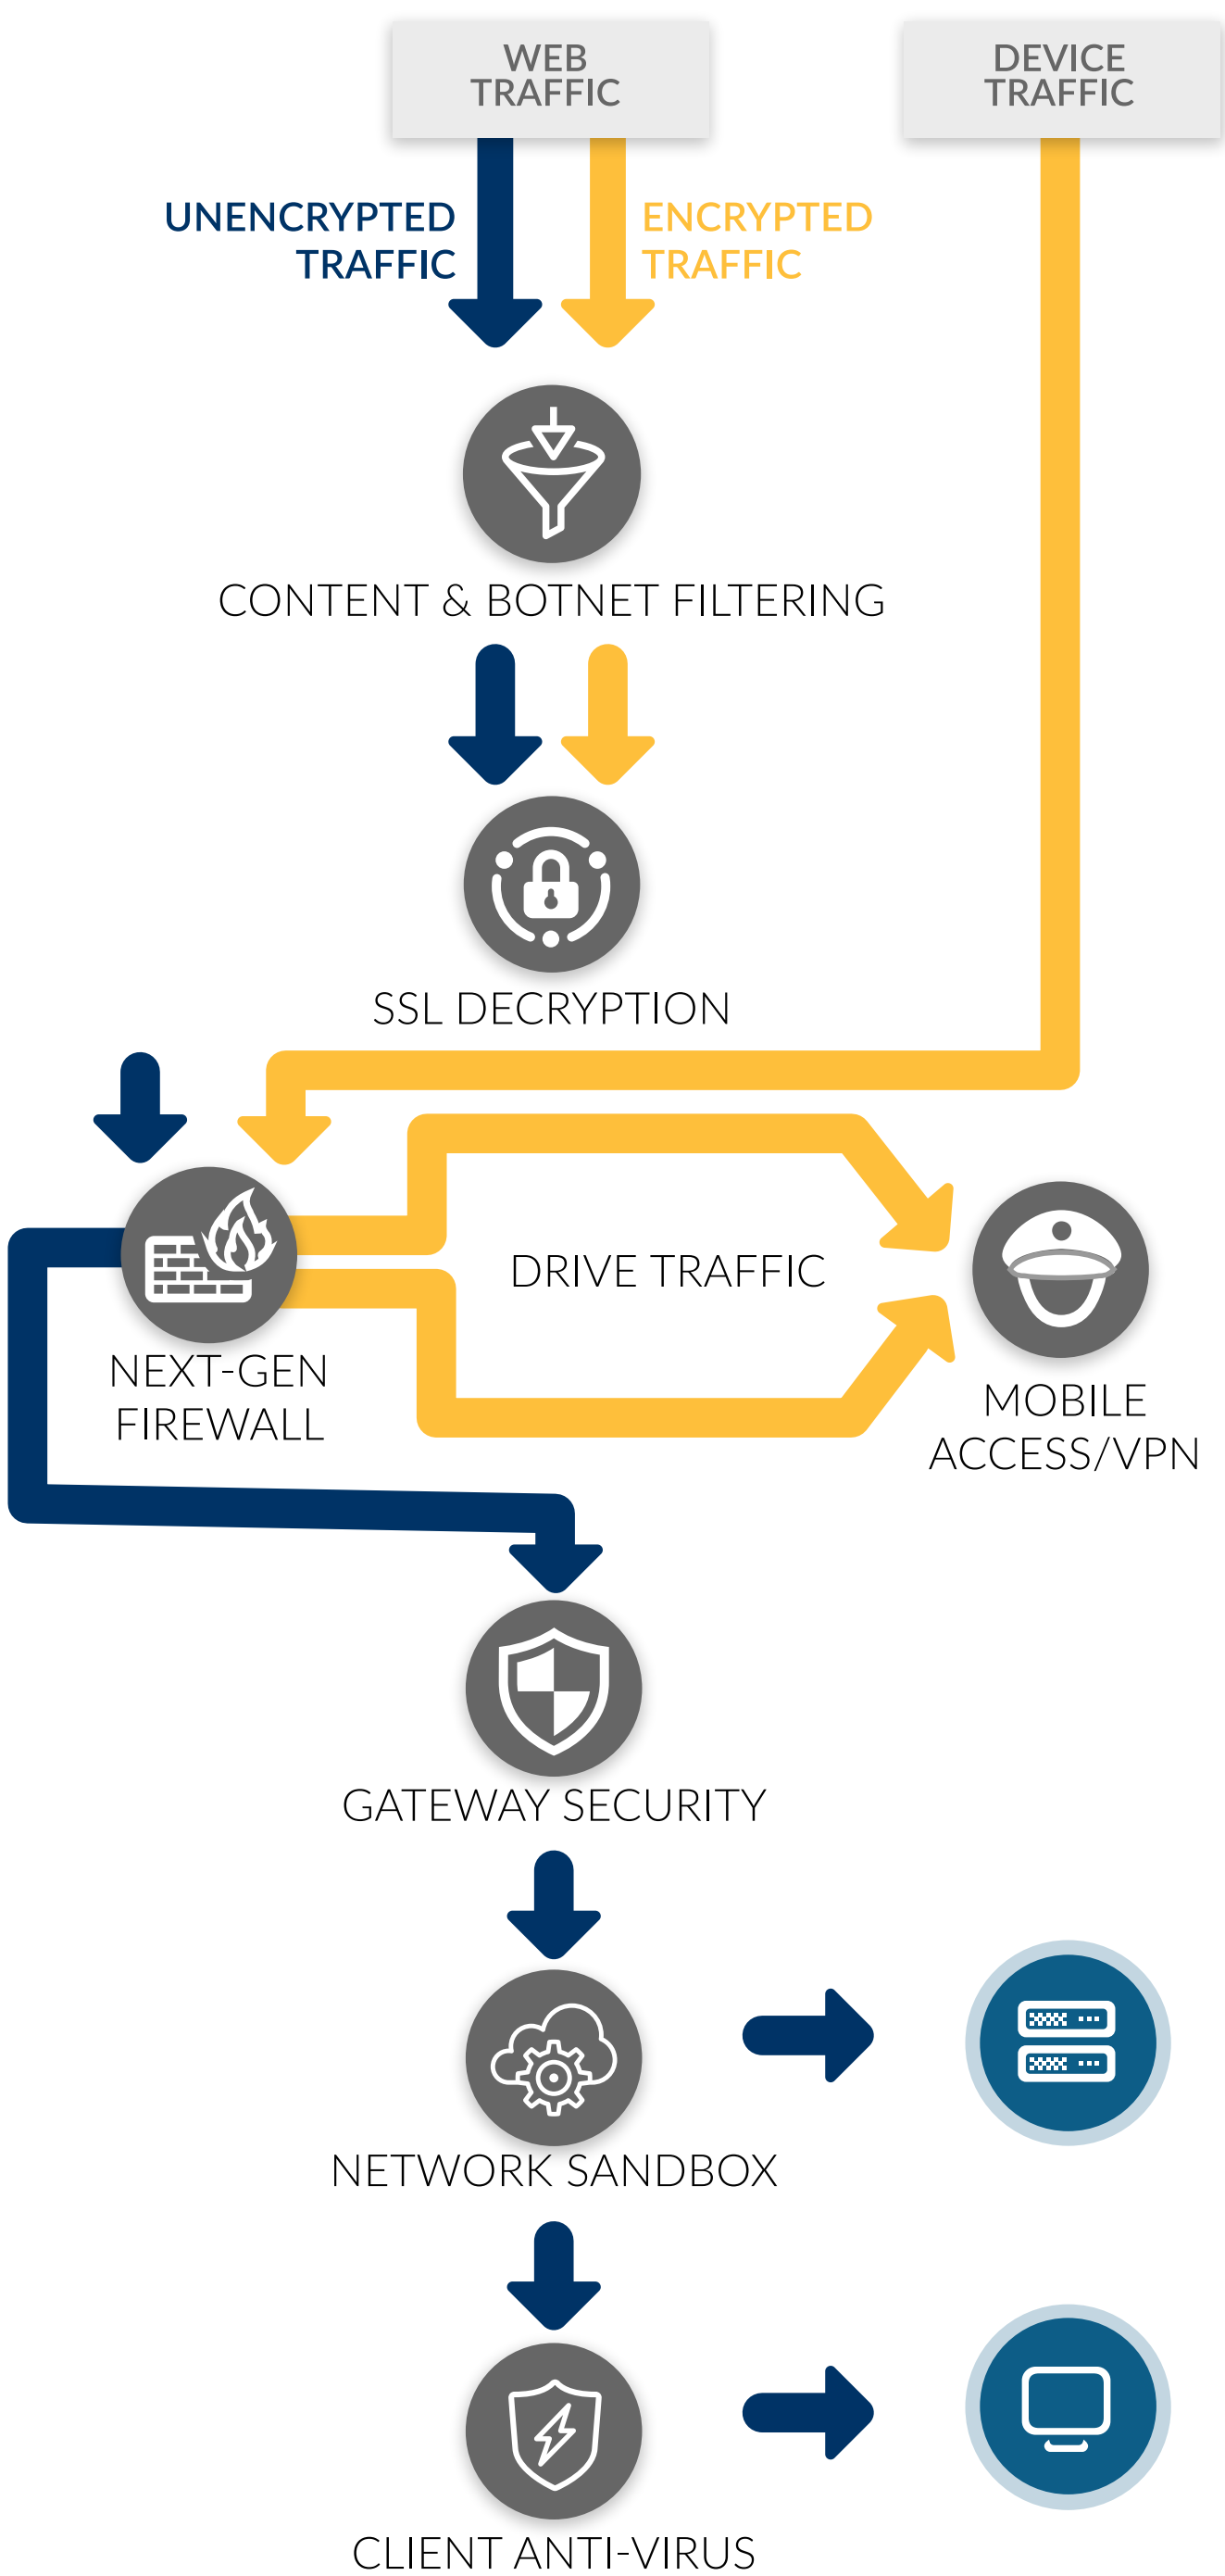 WEB
TRAFFIC
DEVICE
TRAFFIC
UNENCRYPTED
TRAFFIC
ENCRYPTED
TRAFFIC
CONTENT & BOTNET FILTERING
SSL DECRYPTION
DRIVE TRAFFIC
NEXT-GEN
FIREWALL
MOBILE
ACCESS/VPN
GATEWAY SECURITY
NETWORK SANDBOX
CLIENT ANTI-VIRUS